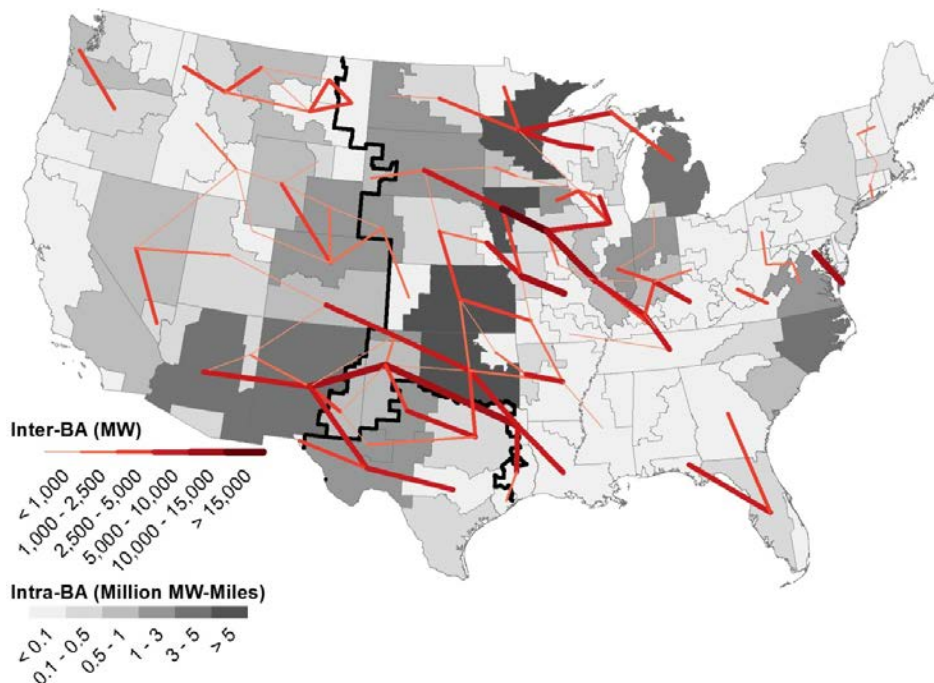 Inter-BA (MW)
< 1,000
1,000 - 2,500
2,500 - 5,000
5,000 - 10,000
10,000 - 15,000
> 15,000
Intra-BA (Million MW-Miles)
< 0.1
0.1 - 0.5
0.5 - 1
1 - 3
3 - 5
> 5